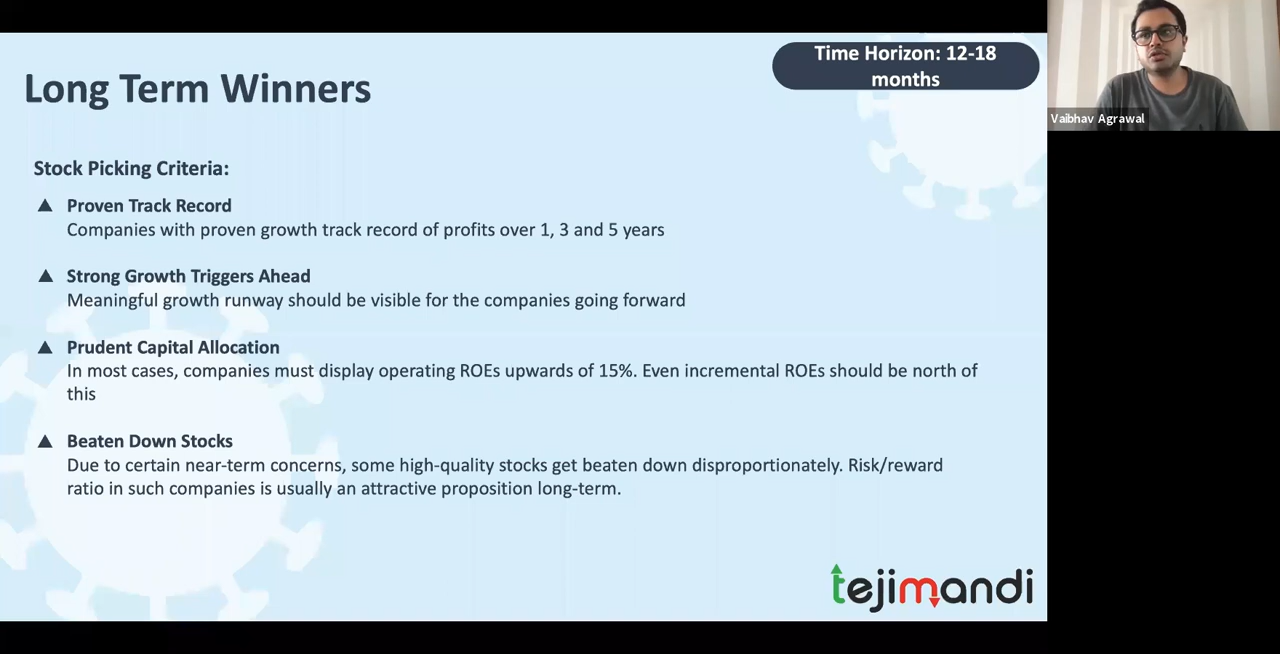 Time Horizon: 12-18
months
Long Term Winners
Vaibhav Agrawal
Stock Picking Criteria:
Proven Track Record
Companies with proven growth track record of profits over 1, 3 and 5 years
Strong Growth Triggers Ahead
Meaningful growth runway should be visible for the companies going forward
Prudent Capital Allocation
In most cases, companies must display operating ROEs upwards of 15%. Even incremental ROEs should be north of
this
Beaten Down Stocks
Due to certain near-term concerns, some high-quality stocks get beaten down disproportionately. Risk/reward
ratio in such companies is usually an attractive proposition long-term.
tejimandi